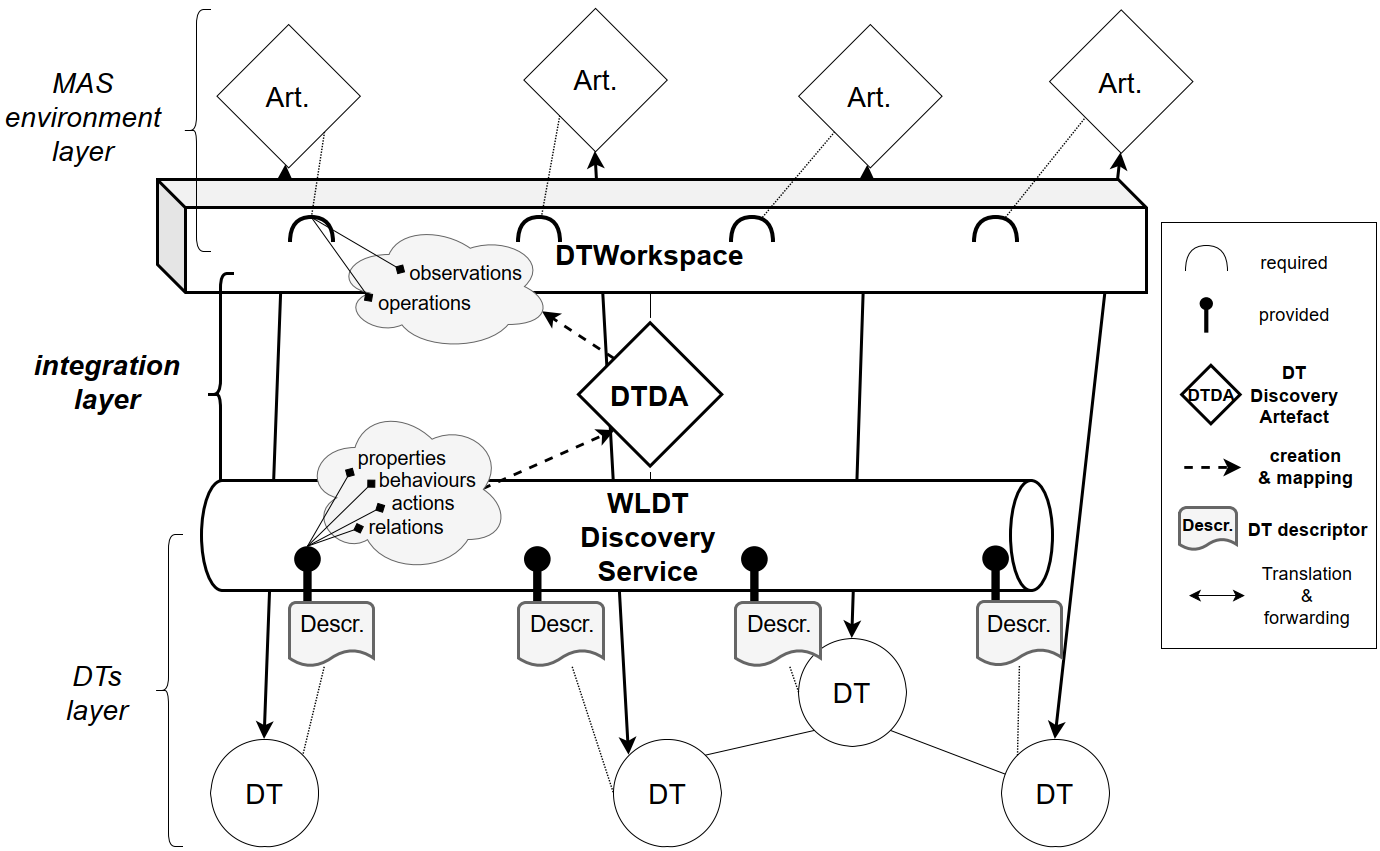 MAS
environment
layer
Art.
Art.
Art.
Art.
DTWorkspace
observations
operations
integration
layer
DTDA
properties
behaviours
actions
relations
WLDT
Discovery
Service
Descr.
Descr.
Descr.
Descr.
DTs
layer
DT
DT
DT
DT
required
provided
DTDA
DT
Discovery
Artefact
creation
& mapping
Descr.
DT descriptor
Translation
&
forwarding